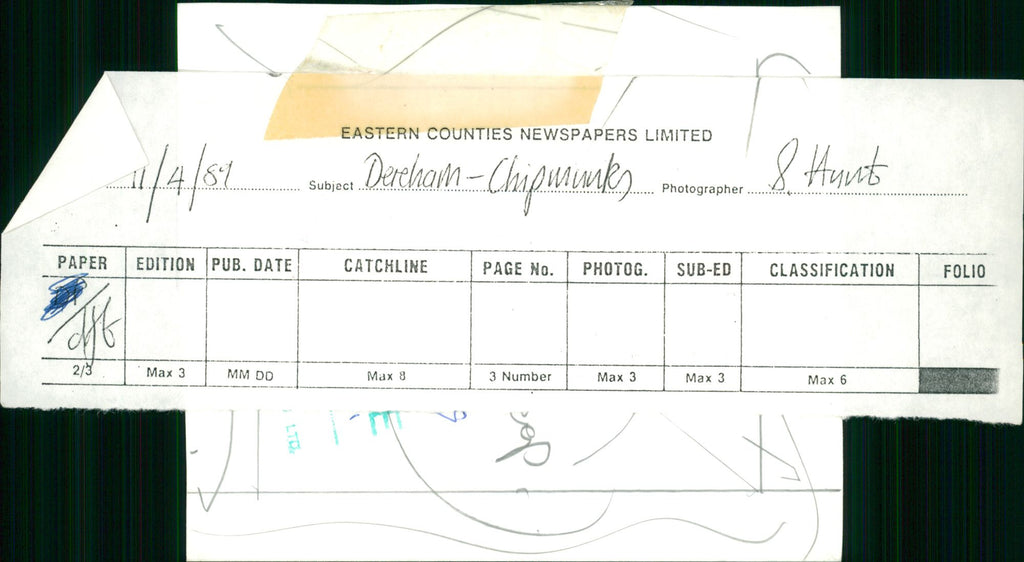 EASTERN COUNTIES NEWSPAPERS LIMITED
11/4/89 Subject Dereham - Chipmunks Photographer S. Hunt
PAPER EDITION PUB. DATE CATCHLINE PAGE No. PHOTOG. SUB-ED CLASSIFICATION FOLIO
2/3 Max 3 MM DD Max 8 3 Number Max 3 Max 3 Max 6
LTD.